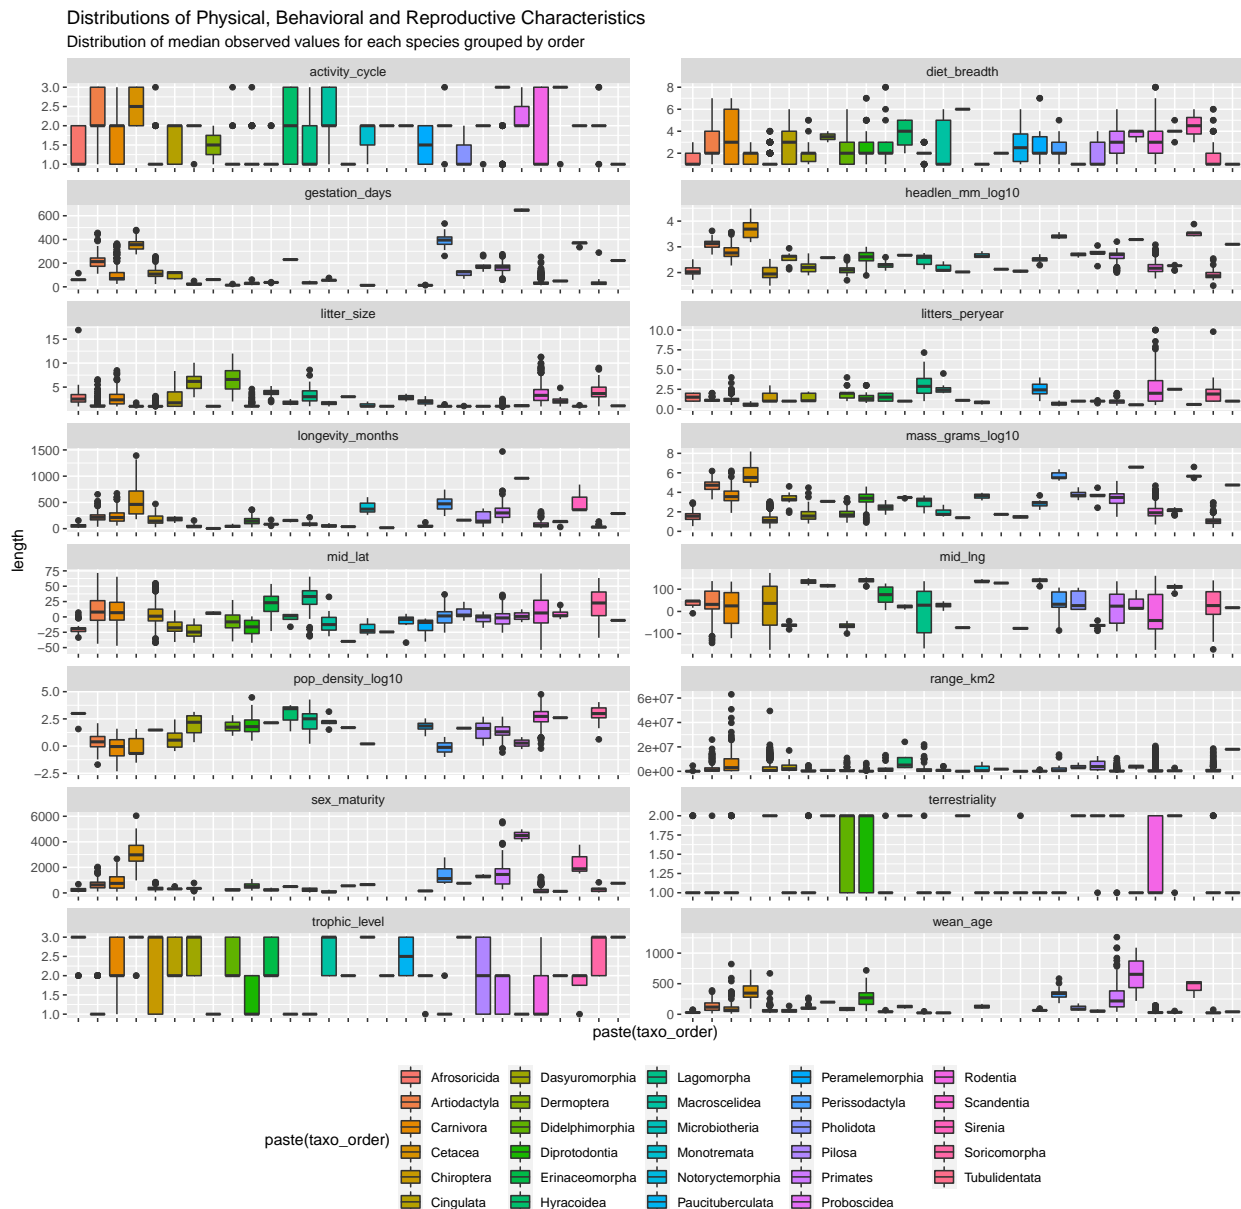 Distributions of Physical, Behavioral and Reproductive Characteristics
Distribution of median observed values for each species grouped by order
activity_cycle
3.0
2.5
2.0
1.5
1.0
diet_breadth
8
6
4
2
gestation_days
600
400
200
0
headlen_mm_log10
4
3
2
litter_size
15
10
5
litters_peryear
10.0
7.5
5.0
2.5
0.0
longevity_months
1500
1000
500
0
mass_grams_log10
8
6
4
2
0
length
mid_lat
75
50
25
0
−25
−50
mid_lng
100
0
−100
pop_density_log10
5.0
2.5
0.0
−2.5
range_km2
6e+07
4e+07
2e+07
0e+00
sex_maturity
6000
4000
2000
0
terrestriality
2.00
1.75
1.50
1.25
1.00
trophic_level
3.0
2.5
2.0
1.5
1.0
wean_age
1000
500
0
paste(taxo_order)
paste(taxo_order)
Afrosoricida
Artiodactyla
Carnivora
Cetacea
Chiroptera
Cingulata
Dasyuromorphia
Dermoptera
Didelphimorphia
Diprotodontia
Erinaceomorpha
Hyracoidea
Lagomorpha
Macroscelidea
Microbiotheria
Monotremata
Notoryctemorphia
Paucituberculata
Peramelemorphia
Perissodactyla
Pholidota
Pilosa
Primates
Proboscidea
Rodentia
Scandentia
Sirenia
Soricomorpha
Tubulidentata